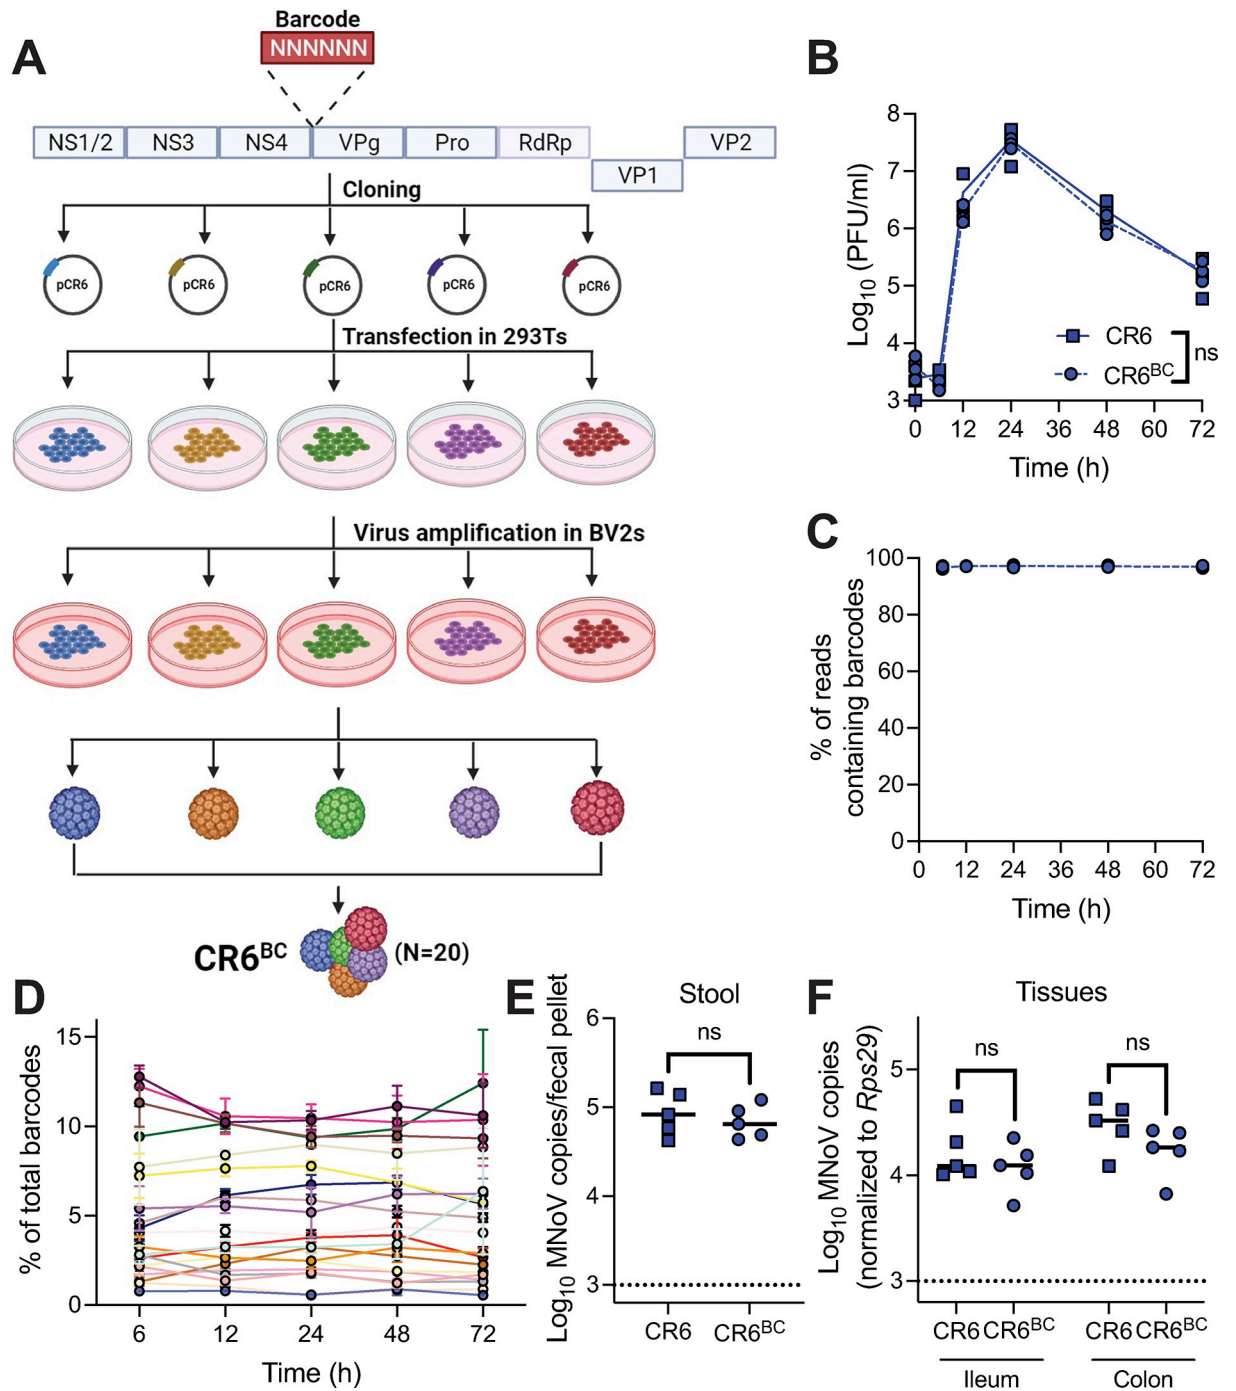 A
Barcode
NNNNNN
NS1/2 NS3 NS4 VPg Pro RdRp VP2
VP1
Cloning
pCR6 pCR6 pCR6 pCR6 pCR6
Transfection in 293Ts
Virus amplification in BV2s
CR6BC (N=20)
B
Log10 (PFU/ml)
8
7
6
5
4
3
CR6
CR6BC
ns
0 12 24 36 48 60 72
Time (h)
C
% of reads
containing barcodes
100
80
60
40
20
0
0 12 24 36 48 60 72
Time (h)
D
% of total barcodes
15
10
5
0
6 12 24 48 72
Time (h)
E
Stool
Log10 MNoV copies/fecal pellet
6
5
4
3
ns
CR6 CR6BC
F
Tissues
Log10 MNoV copies
(normalized to Rps29)
5
4
3
ns ns
CR6 CR6BC CR6 CR6BC
Ileum Colon